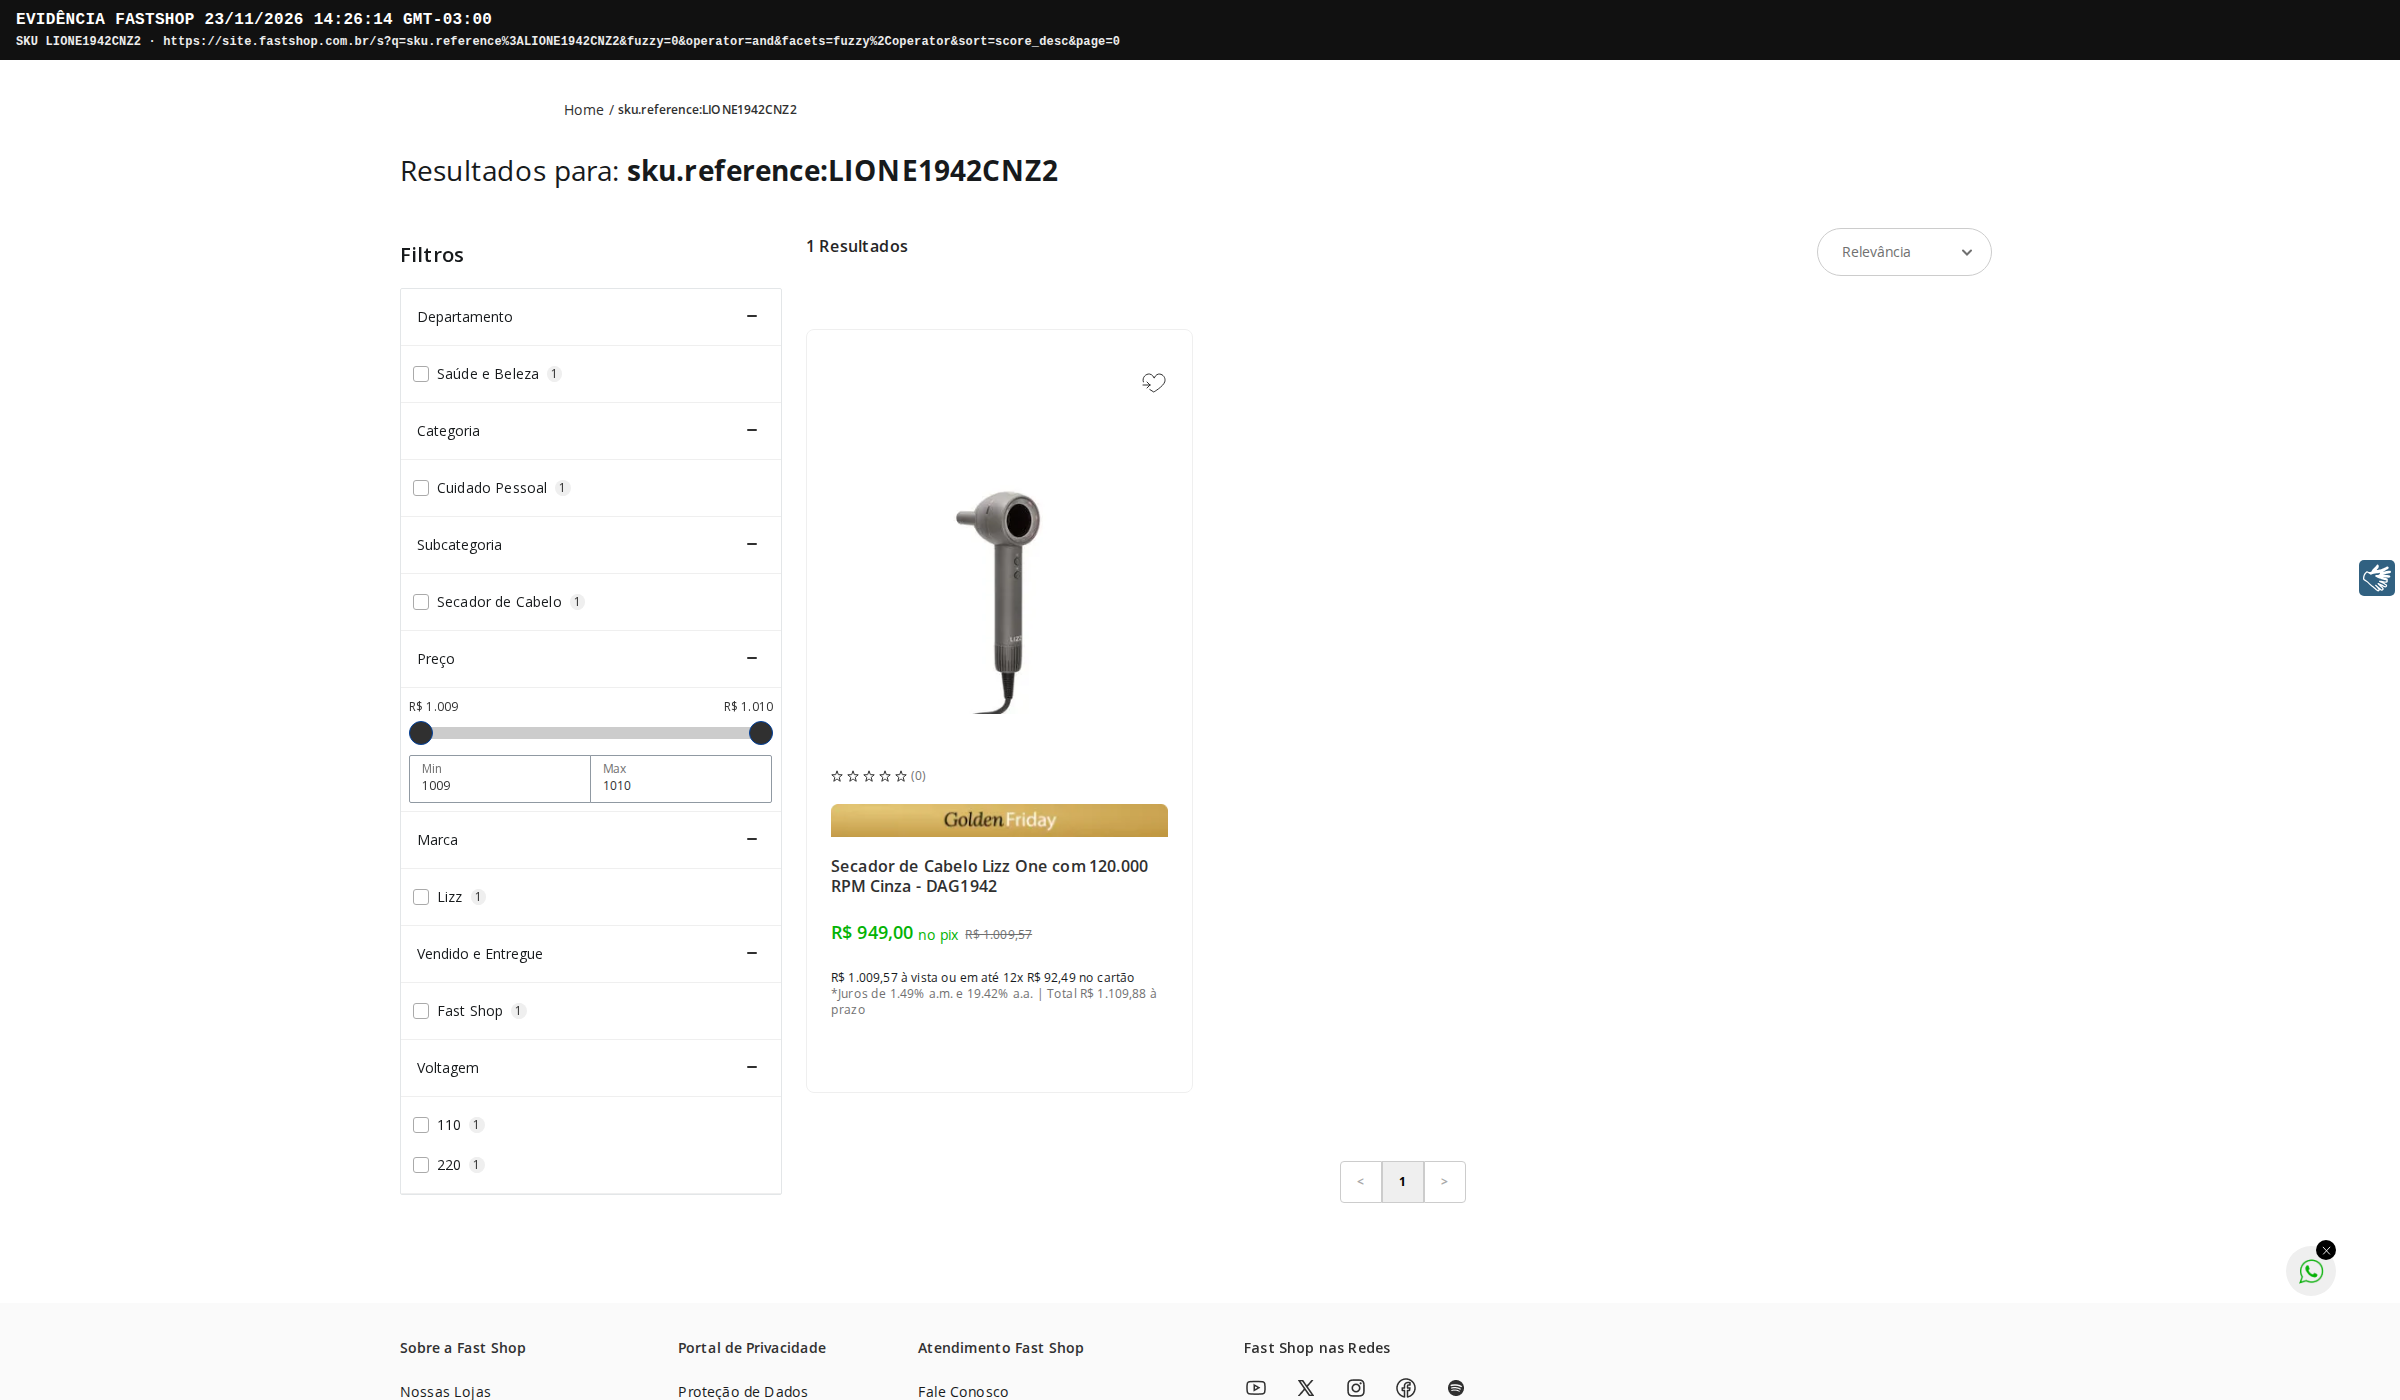 EVIDÊNCIA FASTSHOP 23/11/2026 14:26:14 GMT-03:00
SKU LIONE1942CNZ2 · https://site.fastshop.com.br/s?q=sku.reference%3ALIONE1942CNZ2&fuzzy=0&operator=and&facets=fuzzy%2Coperator&sort=score_desc&page=0
Home / sku.reference:LIONE1942CNZ2
Resultados para: sku.reference:LIONE1942CNZ2
Filtros
1 Resultados
Relevância
Departamento
Saúde e Beleza 1
Categoria
Cuidado Pessoal 1
Subcategoria
Secador de Cabelo 1
Preço
R$ 1.009
R$ 1.010
Min
1009
Max
1010
Marca
Lizz 1
Vendido e Entregue
Fast Shop 1
Voltagem
110 1
220 1
LIZZ
(0)
Golden Friday
Secador de Cabelo Lizz One com 120.000
RPM Cinza - DAG1942
R$ 949,00 no pix R$ 1.009,57
R$ 1.009,57 à vista ou em até 12x R$ 92,49 no cartão
*Juros de 1.49% a.m. e 19.42% a.a. | Total R$ 1.109,88 à
prazo
< 1 >
Sobre a Fast Shop
Portal de Privacidade
Atendimento Fast Shop
Fast Shop nas Redes
Nossas Lojas
Proteção de Dados
Fale Conosco